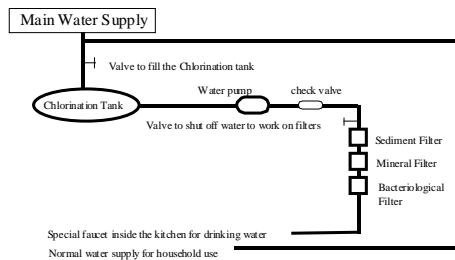 Main Water Supply
Valve to fill the Chlorination tank
Water pump
check valve
Chlorination Tank
Valve to shut off water to work on filters
Sediment Filter
Mineral Filter
Bacteriological
Filter
Special faucet inside the kitchen for drinking water
Normal water supply for household use